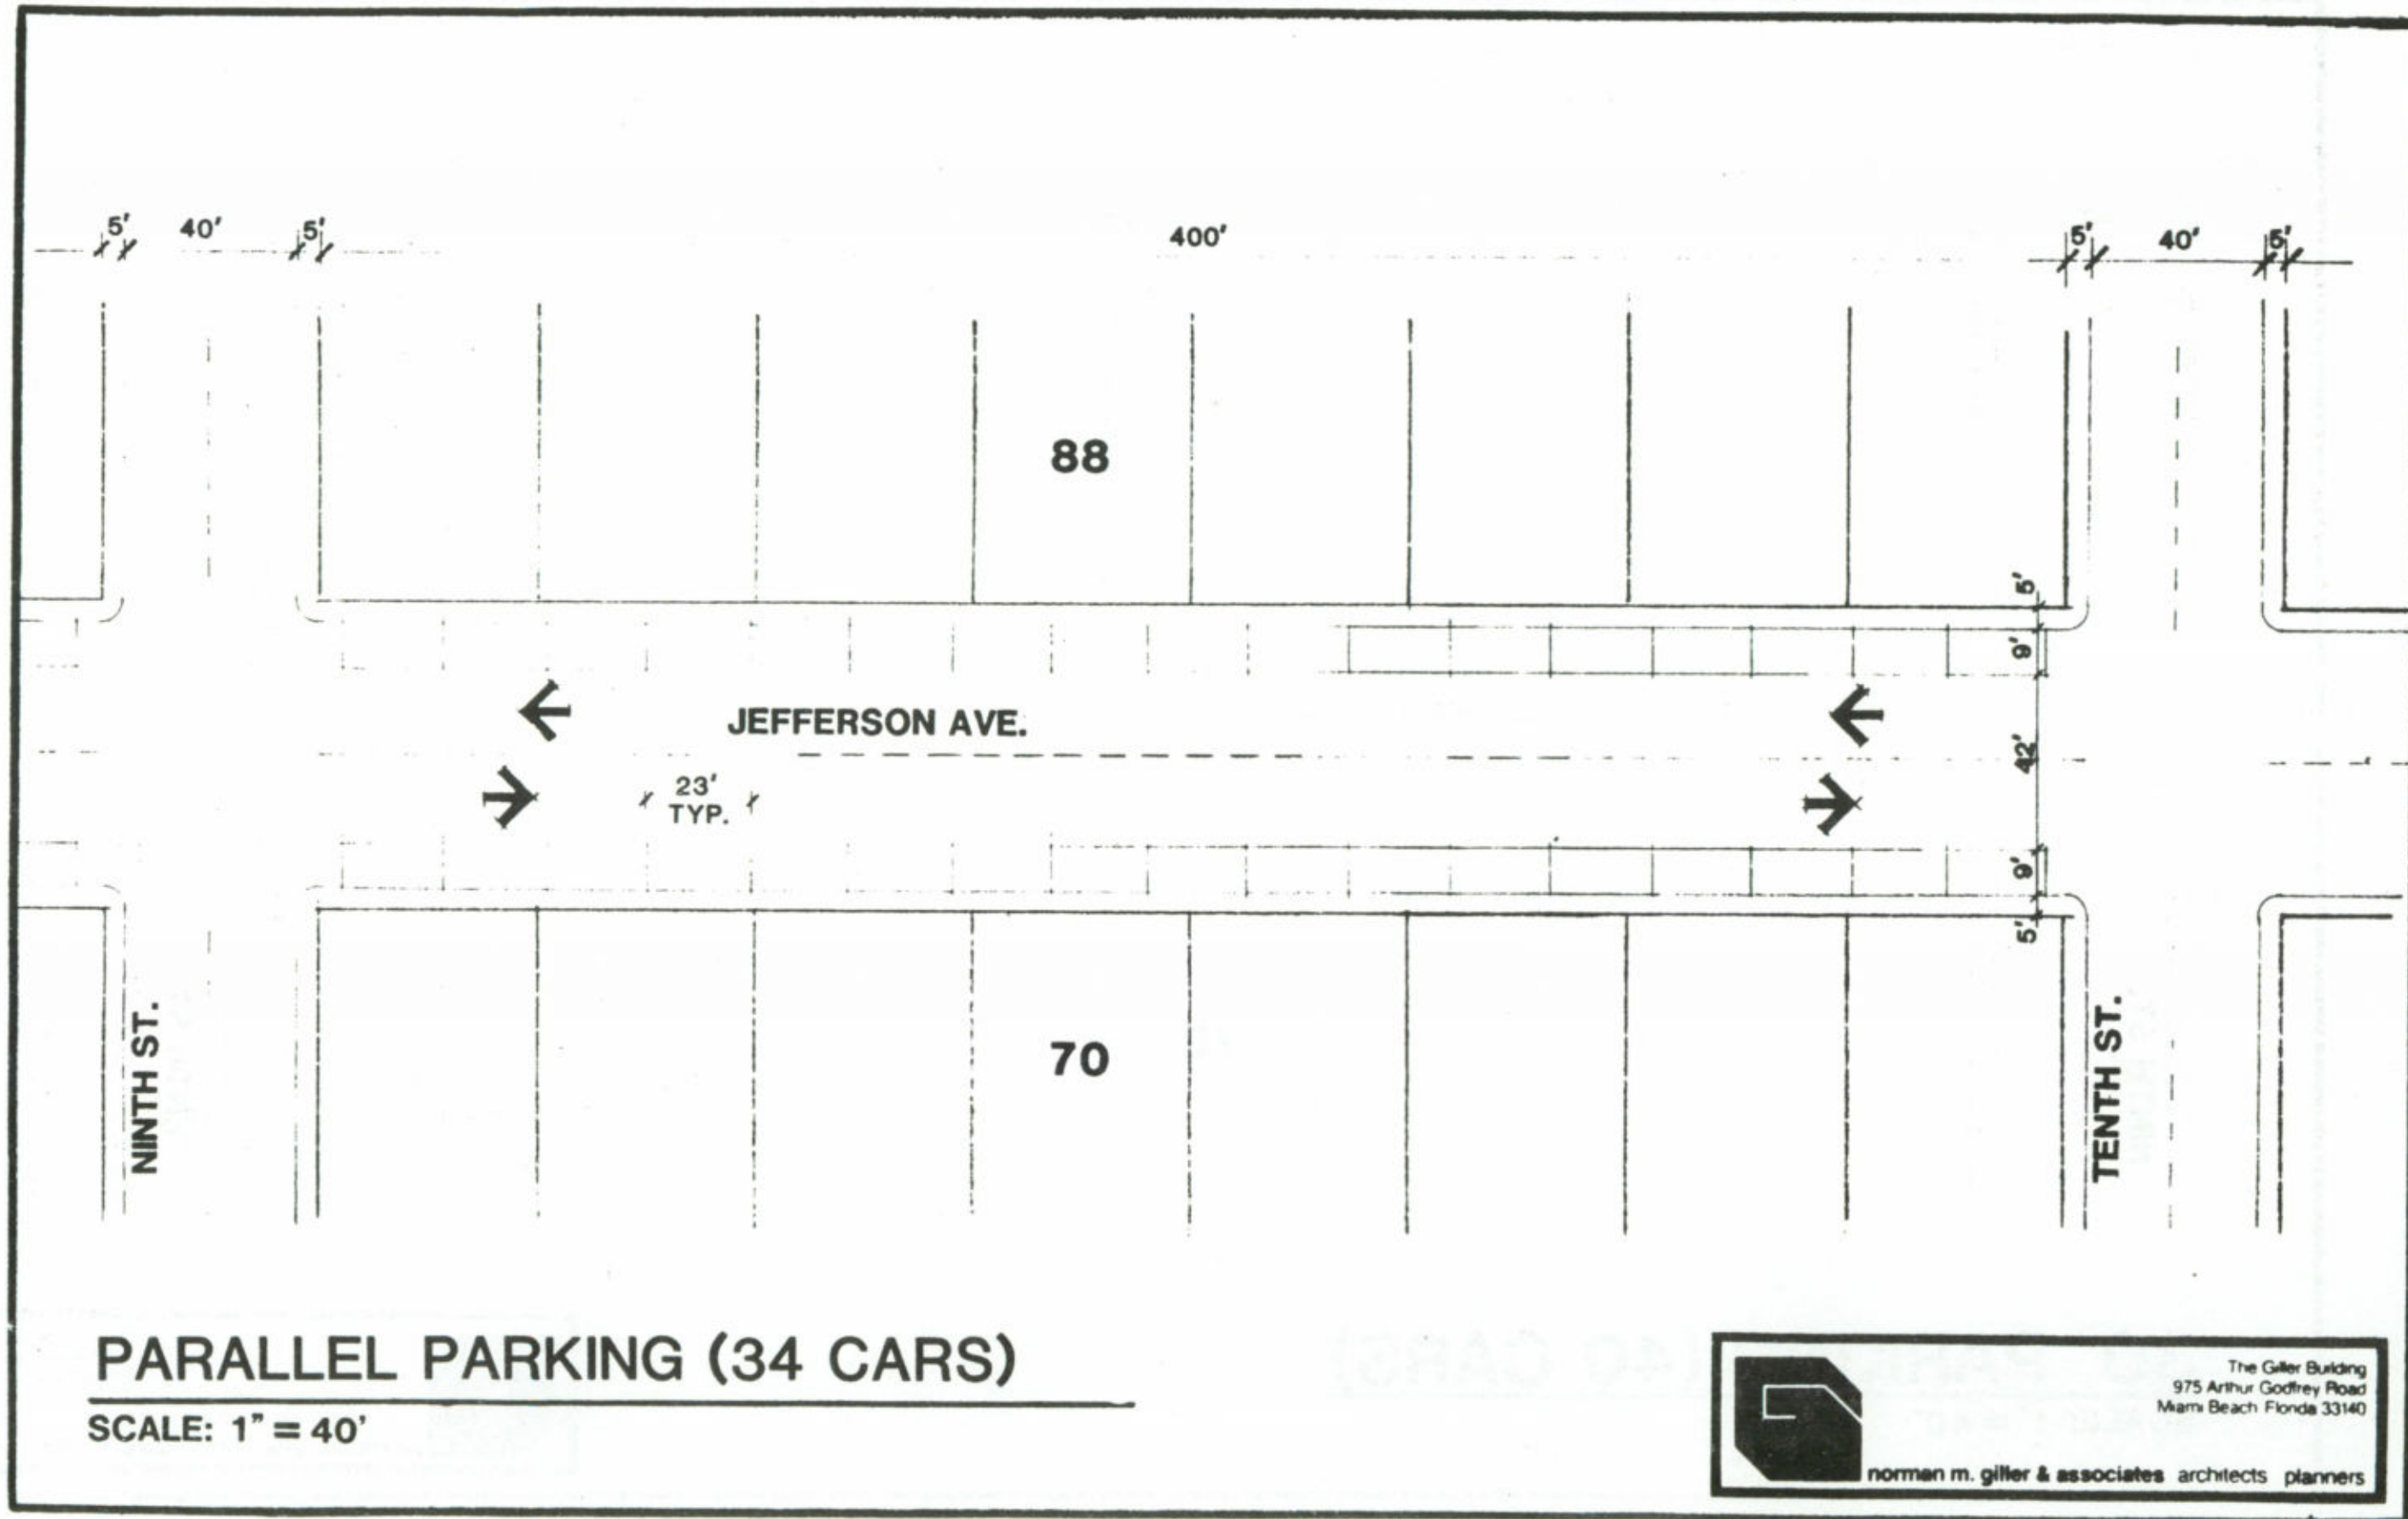 5' 40' 5' 400' 5' 40' 5'
88
5'
9'
JEFFERSON AVE.
42'
23'
TYP.
9'
5'
70
NINTH ST.
TENTH ST.
PARALLEL PARKING (34 CARS)
SCALE: 1" = 40'
The Giller Building
975 Arthur Godfrey Road
Miami Beach Florida 33140
norman m. giller & associates architects planners